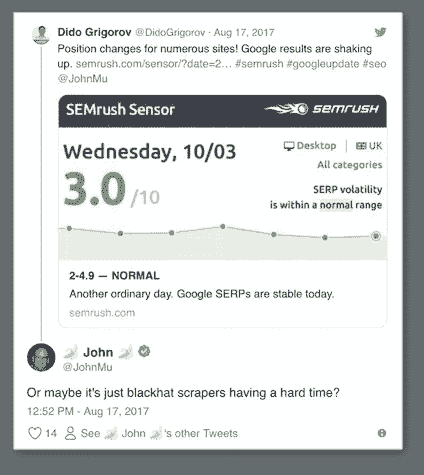 Dido Grigorov @DidoGrigorov · Aug 17, 2017
Position changes for numerous sites! Google results are shaking
up. semrush.com/sensor/?date=2… #semrush #googleupdate #seo
@JohnMu
SEMrush Sensor
semrush
Wednesday, 10/03
Desktop | UK
All categories
3.0/10
SERP volatility
is within a normal range
2-4.9 — NORMAL
Another ordinary day. Google SERPs are stable today.
semrush.com
John
@JohnMu
Or maybe it's just blackhat scrapers having a hard time?
12:52 PM - Aug 17, 2017
14 See John 's other Tweets